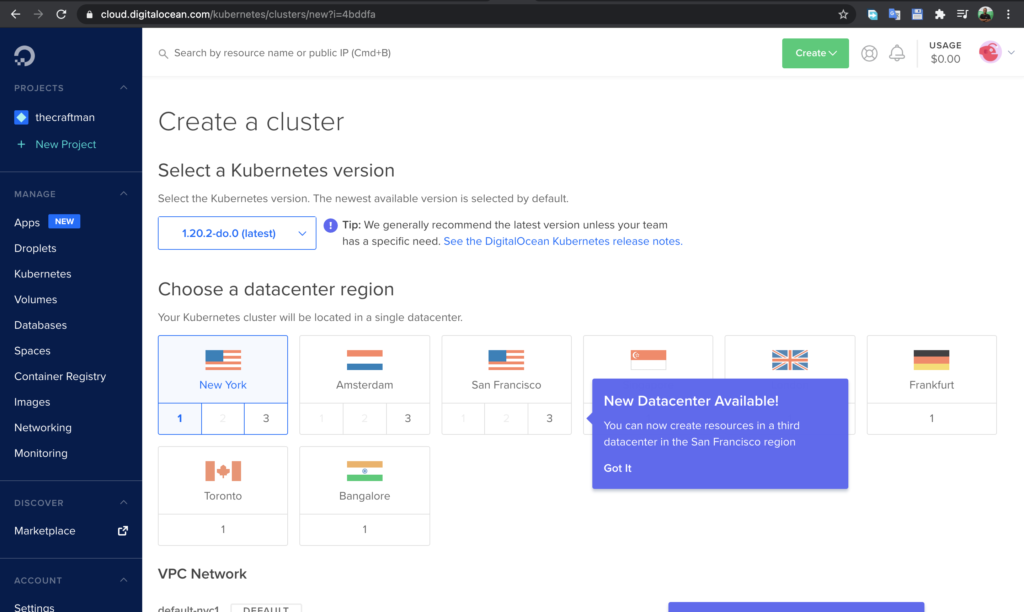 cloud.digitalocean.com/kubernetes/clusters/new?i=4bddfa
Search by resource name or public IP (Cmd+B)
Create
USAGE
$0.00
PROJECTS
thecraftman
+ New Project
MANAGE
Apps NEW
Droplets
Kubernetes
Volumes
Databases
Spaces
Container Registry
Images
Networking
Monitoring
DISCOVER
Marketplace
ACCOUNT
Settings
Create a cluster
Select a Kubernetes version
Select the Kubernetes version. The newest available version is selected by default.
1.20.2-do.0 (latest)
Tip: We generally recommend the latest version unless your team
has a specific need. See the DigitalOcean Kubernetes release notes.
Choose a datacenter region
Your Kubernetes cluster will be located in a single datacenter.
New York
1 2 3
Amsterdam
1 2 3
San Francisco
1 2 3
Frankfurt
1
New Datacenter Available!
You can now create resources in a third
datacenter in the San Francisco region
Got It
Toronto
1
Bangalore
1
VPC Network
default-nyc1 DEFAULT